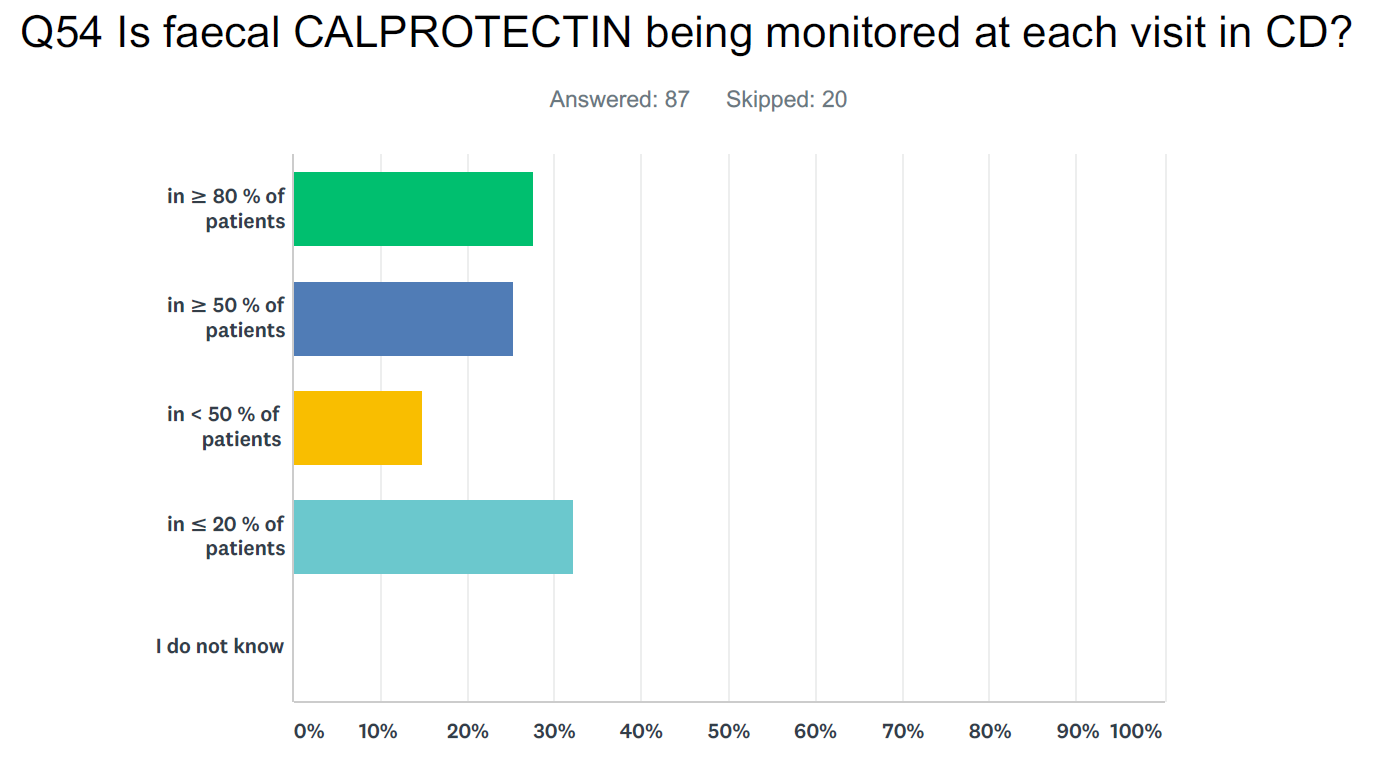 Q54 Is faecal CALPROTECTIN being monitored at each visit in CD?
Answered: 87 Skipped: 20
in ≥ 80 % of
patients
in ≥ 50 % of
patients
in < 50 % of
patients
in ≤ 20 % of
patients
I do not know
0% 10% 20% 30% 40% 50% 60% 70% 80% 90% 100%